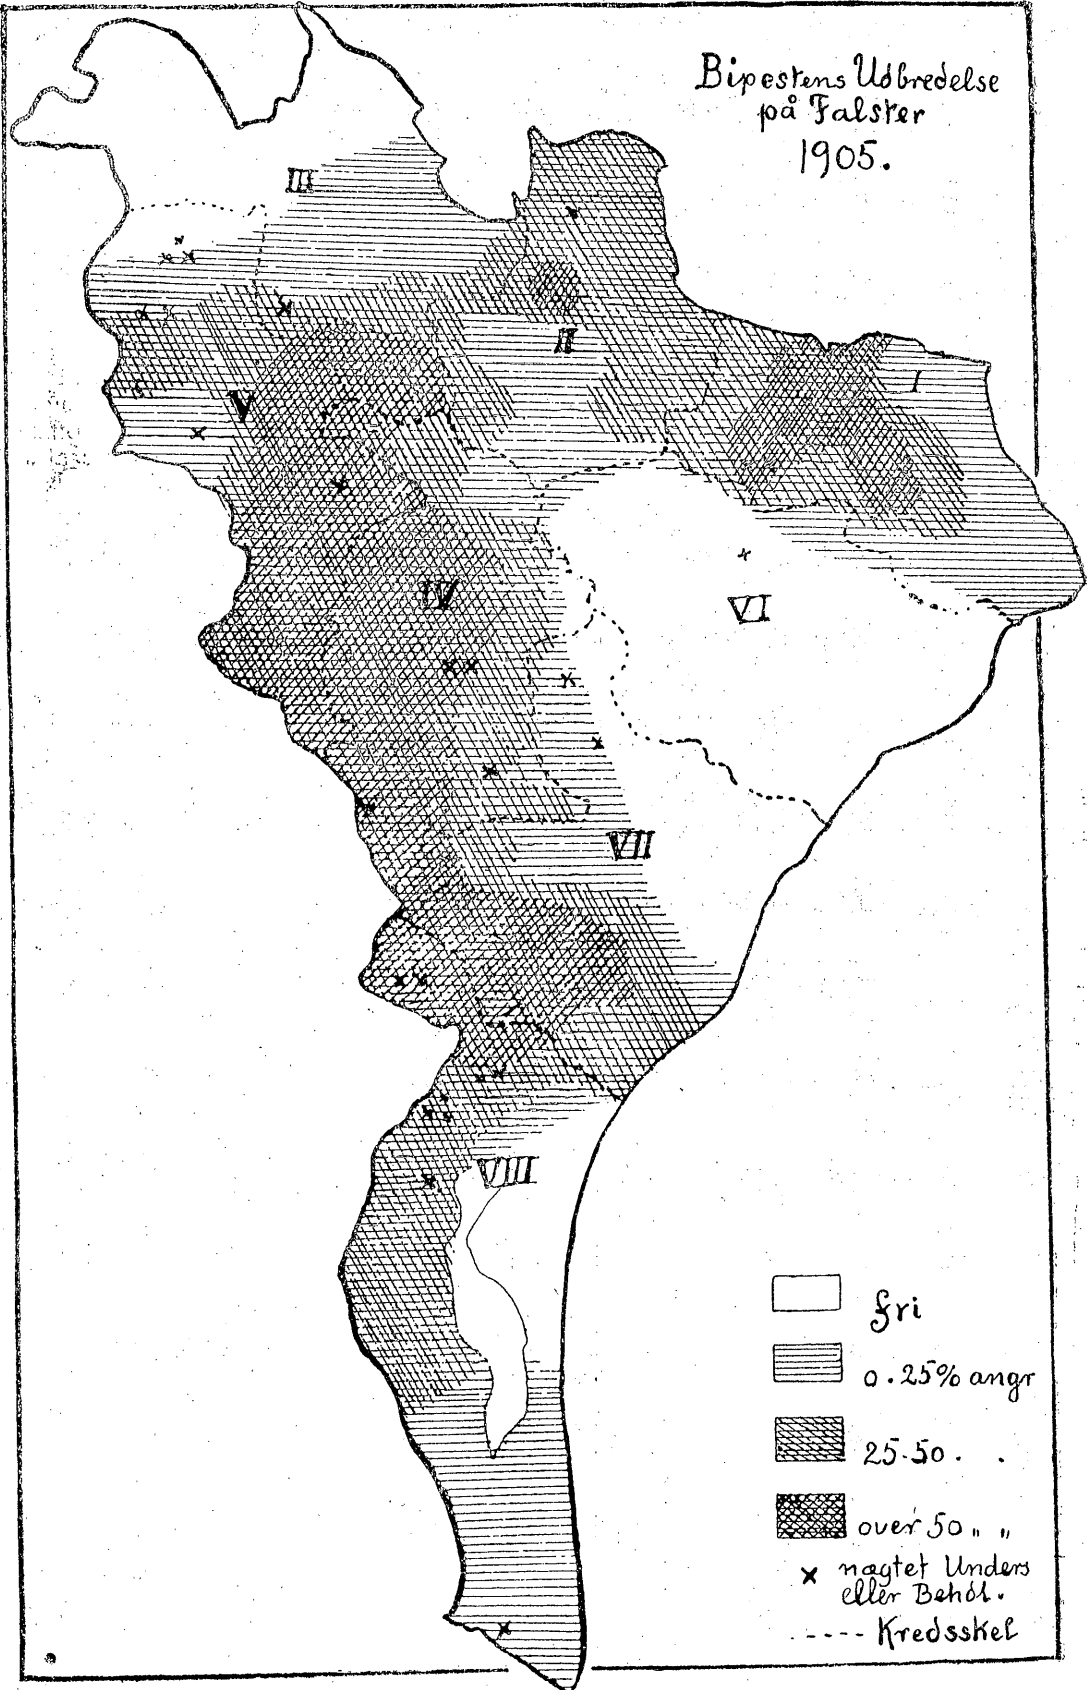 Bipestens Udbredelse
på Falster
1905.
III
II
I
V
IV
VI
VII
VIII
fri
0.25% angr
25-50 . .
over 50 " "
x nægtet Unders
eller Behdl.
.---- Kredsskel